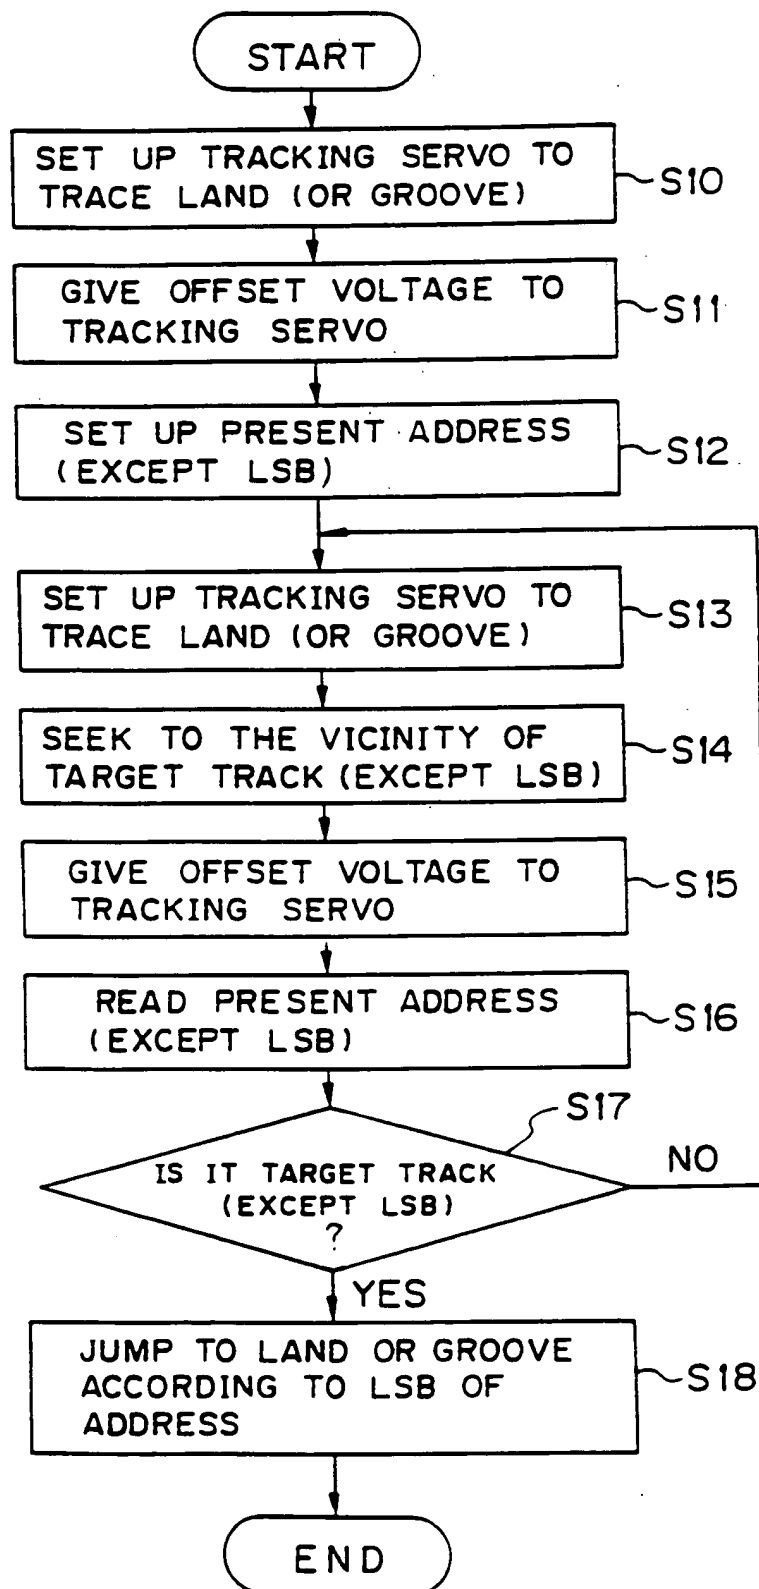 START
SET UP TRACKING SERVO TO
TRACE LAND (OR GROOVE)
S10
GIVE OFFSET VOLTAGE TO
TRACKING SERVO
S11
SET UP PRESENT ADDRESS
(EXCEPT LSB)
S12
SET UP TRACKING SERVO TO
TRACE LAND (OR GROOVE)
S13
SEEK TO THE VICINITY OF
TARGET TRACK (EXCEPT LSB)
S14
GIVE OFFSET VOLTAGE TO
TRACKING SERVO
S15
READ PRESENT ADDRESS
(EXCEPT LSB)
S16
S17
IS IT TARGET TRACK
(EXCEPT LSB)
?
NO
YES
JUMP TO LAND OR GROOVE
ACCORDING TO LSB OF
ADDRESS
S18
END